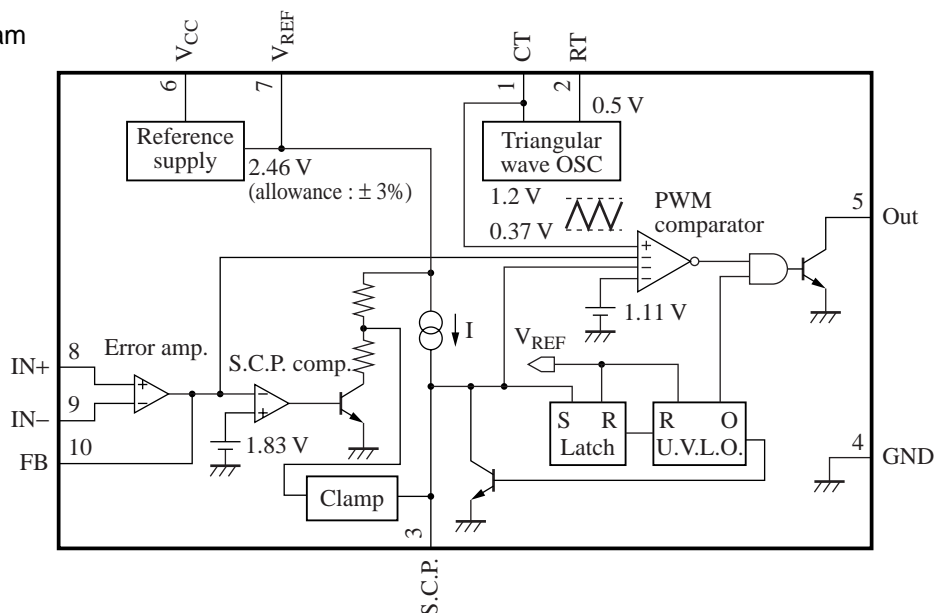 am
VCC
VREF
CT
RT
6
7
1
2
0.5 V
Reference
supply
Triangular
wave OSC
2.46 V
(allowance : ± 3%)
1.2 V
0.37 V
PWM
comparator
5
Out
+
−
−
−
1.11 V
I
VREF
IN+
8
Error amp.
S.C.P. comp.
+
−
−
+
IN−
9
1.83 V
FB
10
S R
Latch
R O
U.V.L.O.
4
GND
Clamp
3
S.C.P.